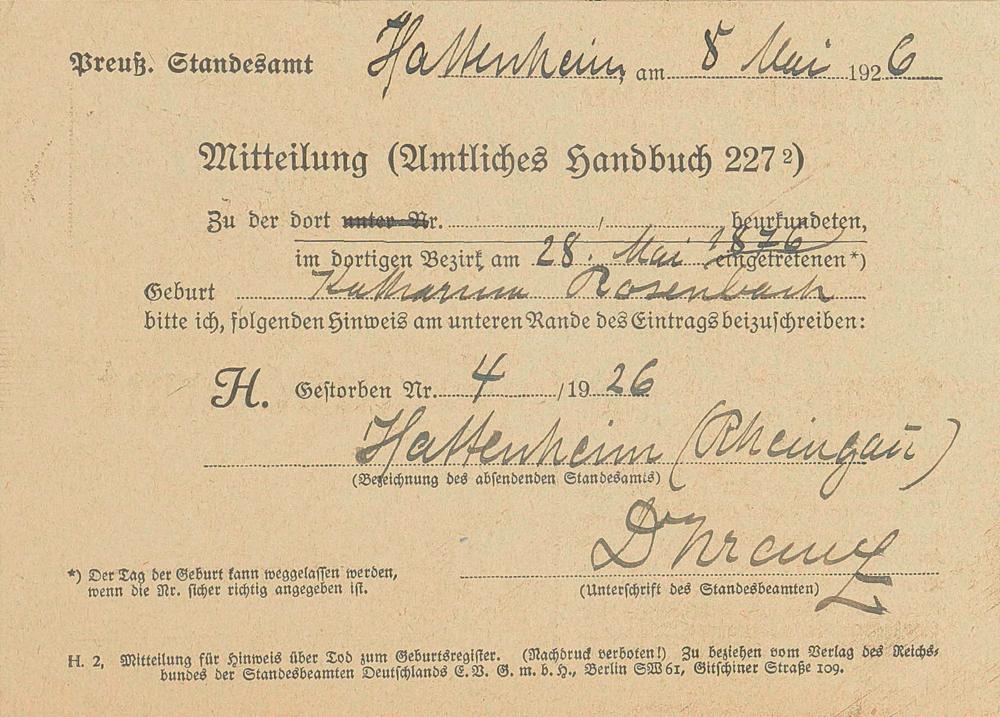 Preuß. Standesamt Hattenheim, am 8 Mai 1926
Mitteilung (Amtliches Handbuch 227²)
Zu der dort unter Nr. / beurkundeten,
im dortigen Bezirk am 28. Mai 1876 eingetretenen*)
Geburt Katharina Rosenbach
bitte ich, folgenden Hinweis am unteren Rande des Eintrags beizuschreiben:
H. Gestorben Nr. 4 /1926
Hattenheim (Rheingau)
(Bezeichnung des absendenden Standesamts)
(Unterschrift des Standesbeamten)
*) Der Tag der Geburt kann weggelassen werden,
wenn die Nr. sicher richtig angegeben ist.
H. 2, Mitteilung für Hinweis über Tod zum Geburtsregister. (Nachdruck verboten!) Zu beziehen vom Verlag des Reichs-
bundes der Standesbeamten Deutschlands E. V. G. m. b. H., Berlin SW 61, Gitschiner Straße 109.